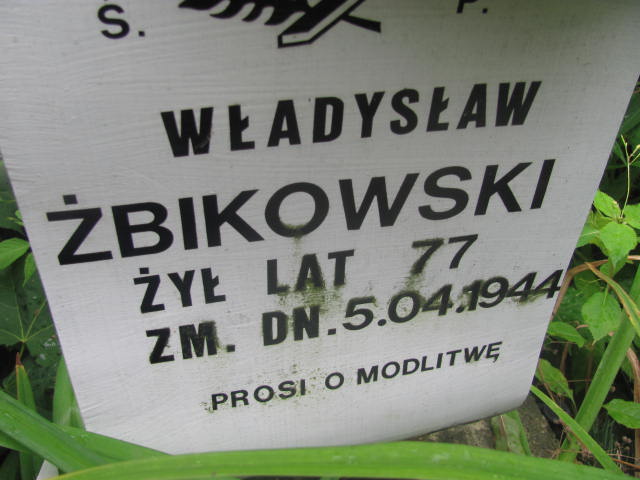 Ś. P.
WŁADYSŁAW
ŻBIKOWSKI
ŻYŁ LAT 77
ZM. DN. 5.04.1944
PROSI O MODLITWĘ